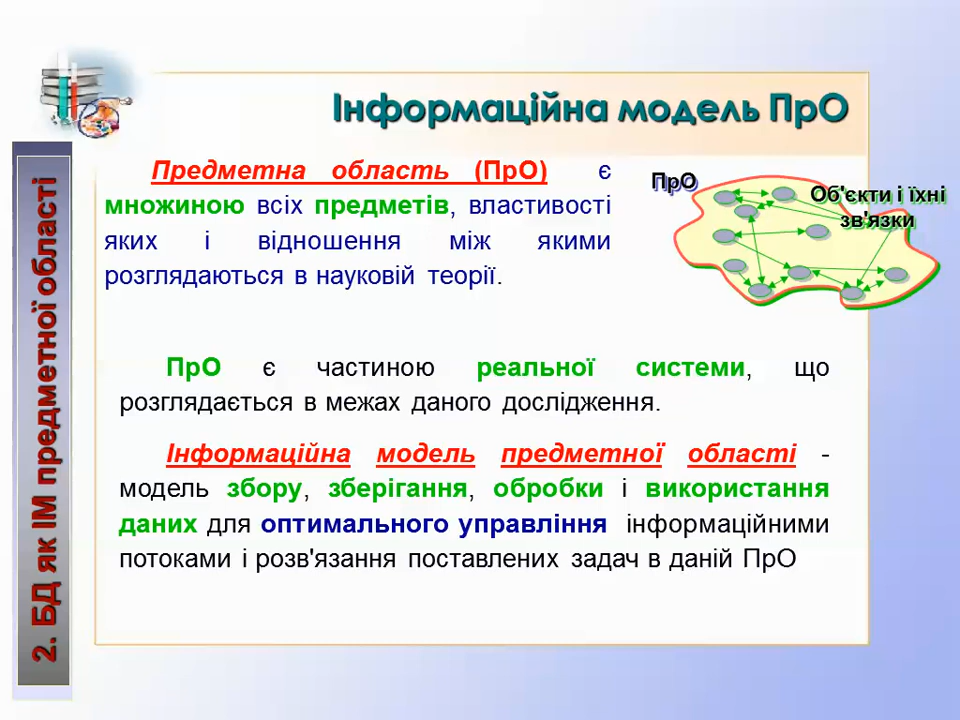 Інформаційна модель ПрО
2. БД як ІМ предметної області
Предметна область (ПрО) є
множиною всіх предметів, властивості
яких і відношення між якими
розглядаються в науковій теорії.
ПрО
Об'єкти і їхні
зв'язки
ПрО є частиною реальної системи, що
розглядається в межах даного дослідження.
Інформаційна модель предметної області -
модель збору, зберігання, обробки і використання
даних для оптимального управління інформаційними
потоками і розв'язання поставлених задач в даній ПрО